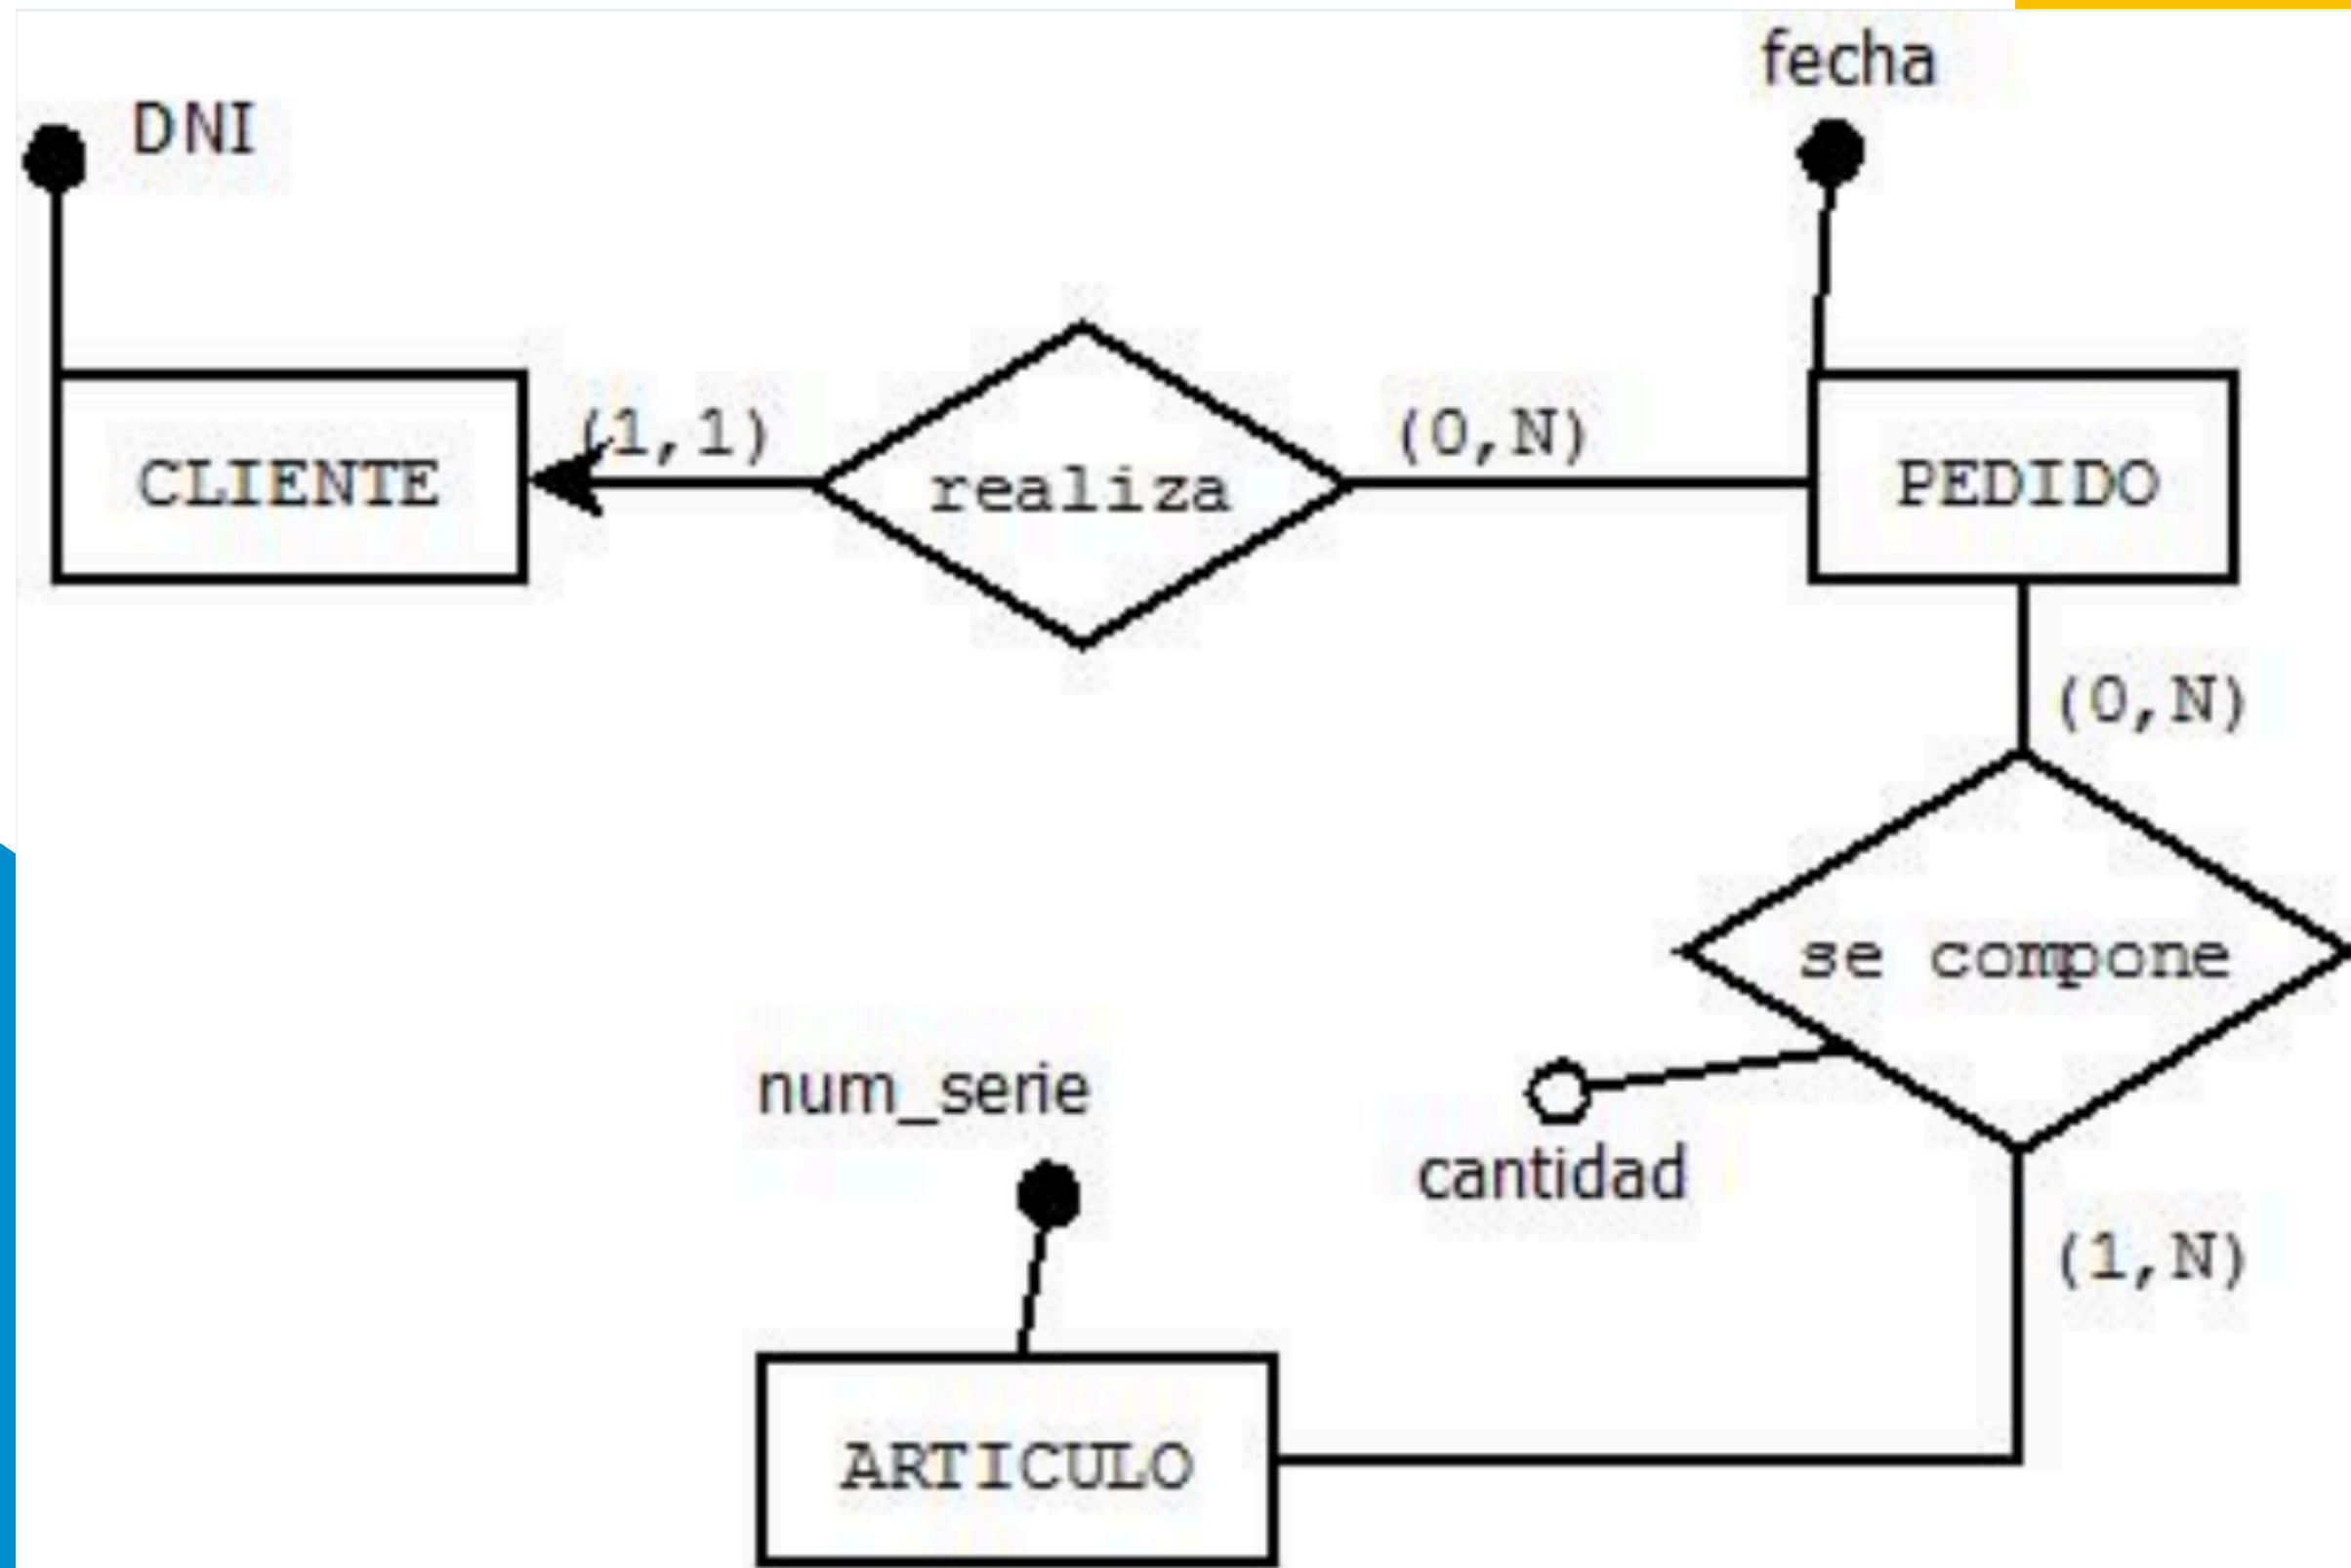 fecha
DNI
(1,1)
(0,N)
CLIENTE
realiza
PEDIDO
(0,N)
se compone
num_serie
cantidad
(1,N)
ARTICULO